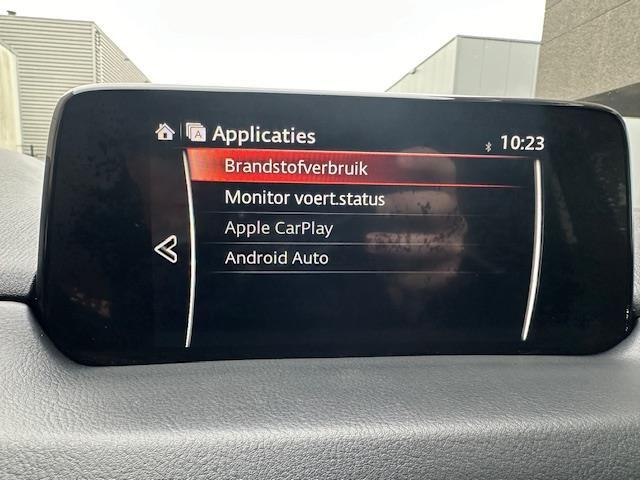 Applicaties
10:23
Brandstofverbruik
Monitor voert.status
Apple CarPlay
Android Auto